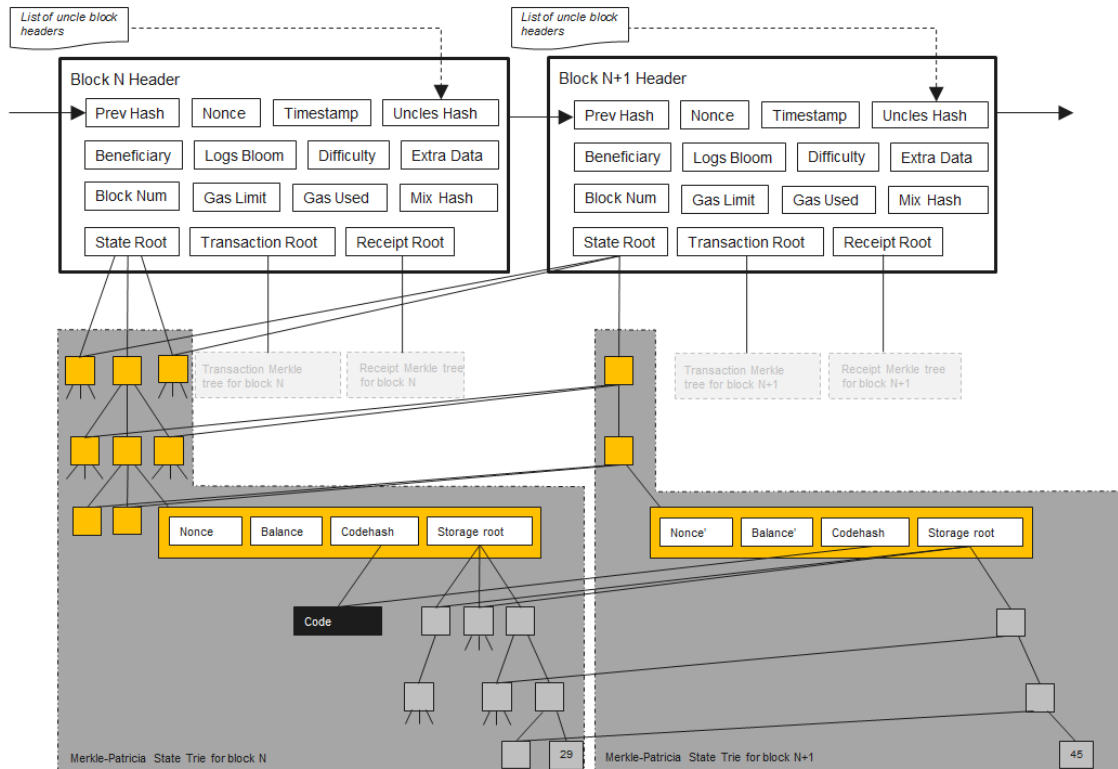 List of uncle block
headers
List of uncle block
headers
Block N Header
Prev Hash
Nonce
Timestamp
Uncles Hash
Beneficiary
Logs Bloom
Difficulty
Extra Data
Block Num
Gas Limit
Gas Used
Mix Hash
State Root
Transaction Root
Receipt Root
Block N+1 Header
Prev Hash
Nonce
Timestamp
Uncles Hash
Beneficiary
Logs Bloom
Difficulty
Extra Data
Block Num
Gas Limit
Gas Used
Mix Hash
State Root
Transaction Root
Receipt Root
Transaction Merkle
tree for block N
Receipt Merkle tree
for block N
Transaction Merkle
tree for block N+1
Receipt Merkle tree
for block N+1
Nonce
Balance
Codehash
Storage root
Nonce'
Balance'
Codehash
Storage root
Code
29
Merkle-Patricia State Trie for block N
45
Merkle-Patricia State Trie for block N+1